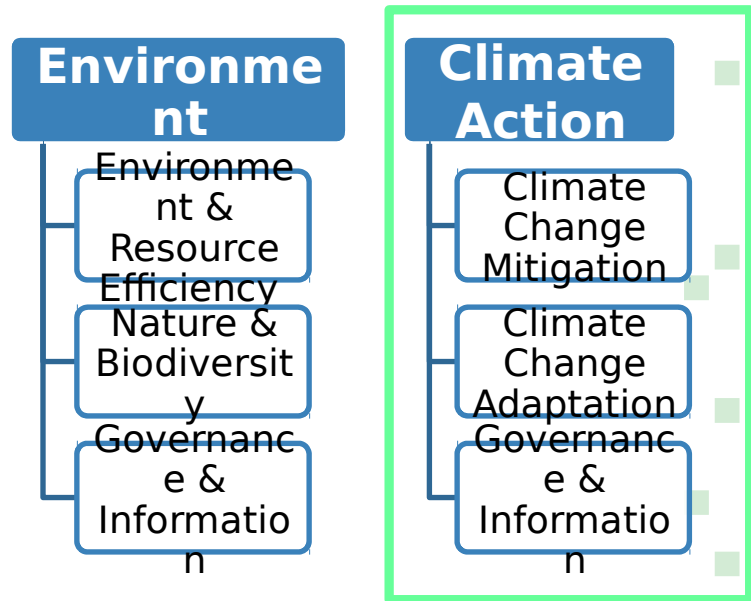 Environme
nt
Environme
nt &
Resource
Efficiency
Nature &
Biodiversit
y
Governanc
e &
Informatio
n
Climate
Action
Climate
Change
Mitigation
Climate
Change
Adaptation
Governanc
e &
Informatio
n